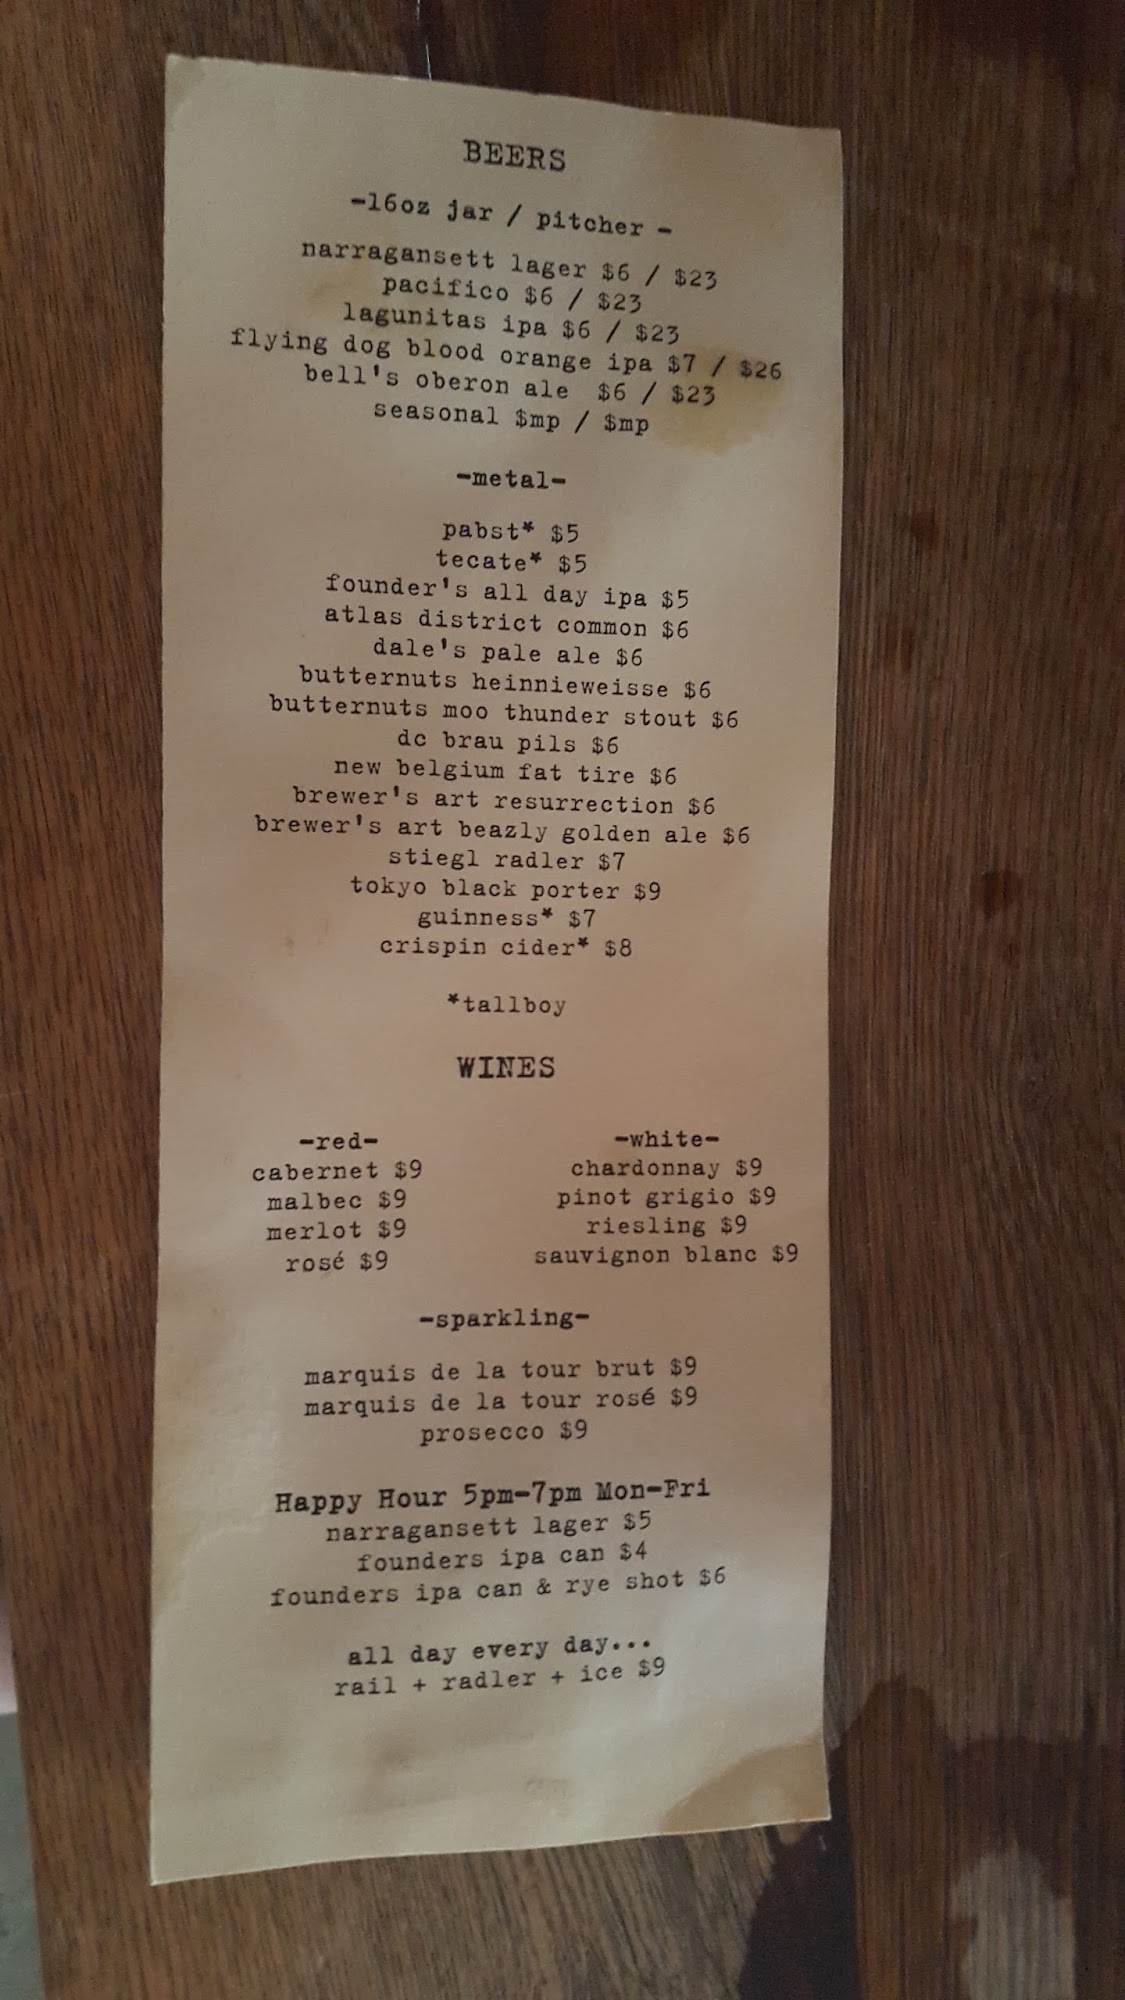 BEERS
-16oz jar / pitcher -
narragansett lager $6 / $23
pacifico $6 / $23
lagunitas ipa $6 / $23
flying dog blood orange ipa $7 / $26
bell's oberon ale $6 / $23
seasonal $mp / $mp
-metal-
pabst* $5
tecate* $5
founder's all day ipa $5
atlas district common $6
dale's pale ale $6
butternuts heinnieweisse $6
butternuts moo thunder stout $6
dc brau pils $6
new belgium fat tire $6
brewer's art resurrection $6
brewer's art beazly golden ale $6
stiegl radler $7
tokyo black porter $9
guinness* $7
crispin cider* $8
*tallboy
WINES
-red-
cabernet $9
malbec $9
merlot $9
rosé $9
-white-
chardonnay $9
pinot grigio $9
riesling $9
sauvignon blanc $9
-sparkling-
marquis de la tour brut $9
marquis de la tour rosé $9
prosecco $9
Happy Hour 5pm-7pm Mon-Fri
narragansett lager $5
founders ipa can $4
founders ipa can & rye shot $6
all day every day...
rail + radler + ice $9